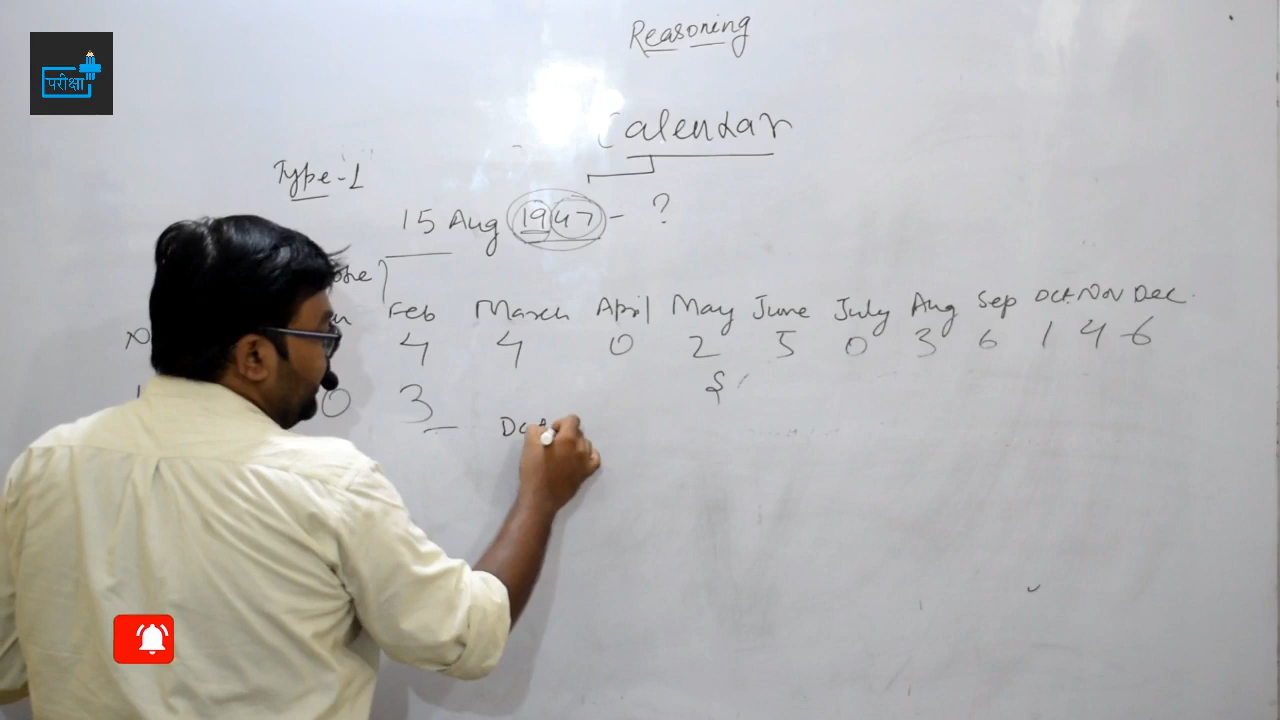 परीक्षा
Reasoning
Calendar
Type-1
15 Aug 1947 - ?
Feb March April May June July Aug Sep Oct Nov Dec
4 4 0 2 5 0 3 6 1 4 6
0 3